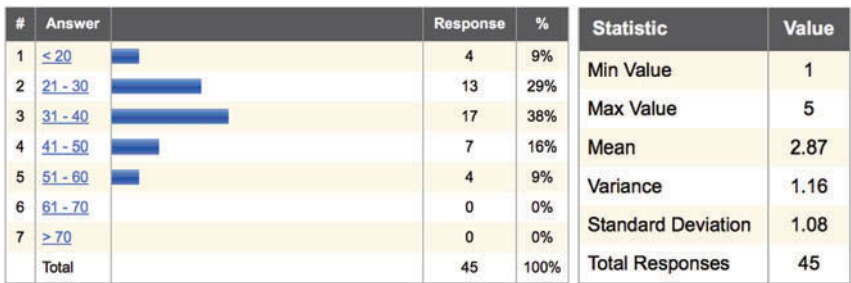 # Answer Response %
1 < 20 4 9%
2 21 - 30 13 29%
3 31 - 40 17 38%
4 41 - 50 7 16%
5 51 - 60 4 9%
6 61 - 70 0 0%
7 > 70 0 0%
Total 45 100%
Statistic Value
Min Value 1
Max Value 5
Mean 2.87
Variance 1.16
Standard Deviation 1.08
Total Responses 45